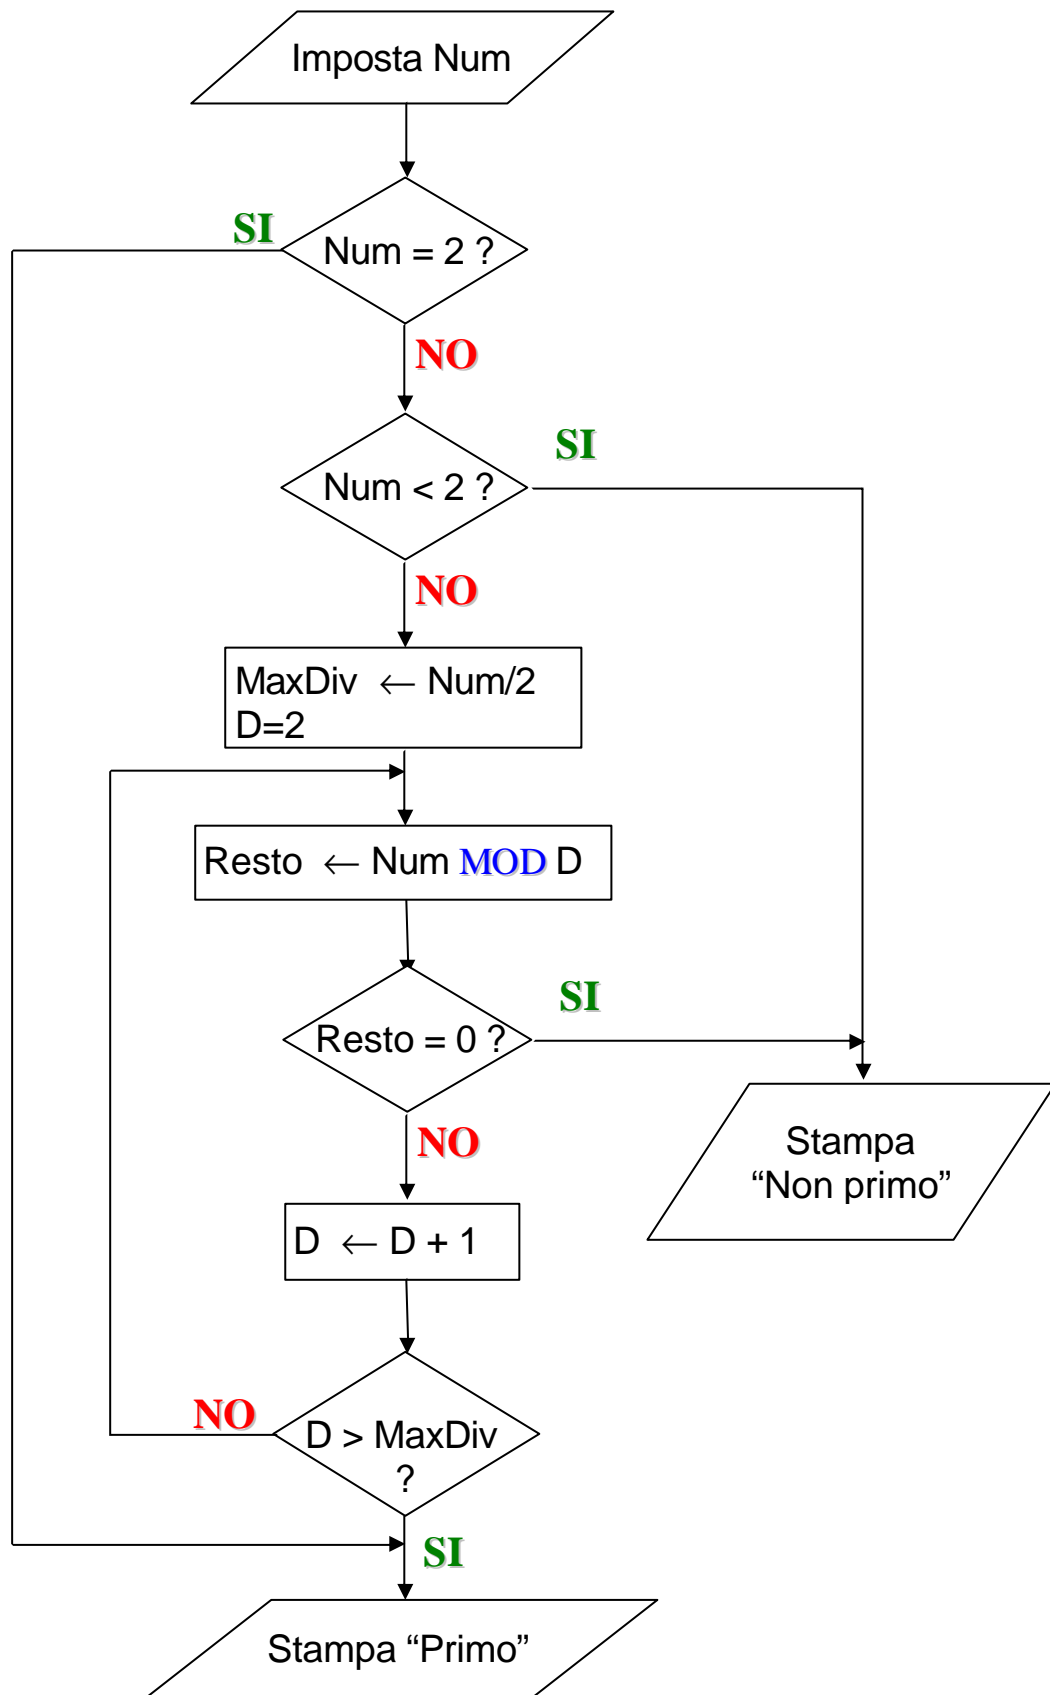 Imposta Num
SI
Num = 2 ?
NO
SI
Num < 2 ?
NO
MaxDiv ← Num/2
D=2
Resto ← Num MOD D
SI
Resto = 0 ?
NO
Stampa
“Non primo”
D ← D + 1
NO
D > MaxDiv
?
SI
Stampa “Primo”